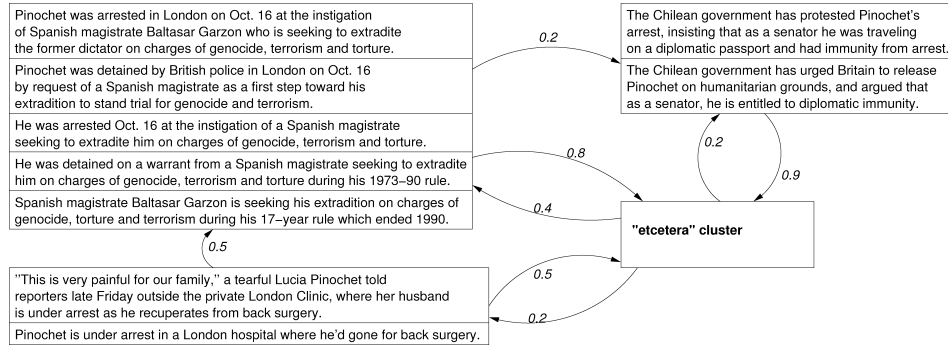 Pinochet was arrested in London on Oct. 16 at the instigation
of Spanish magistrate Baltasar Garzon who is seeking to extradite
the former dictator on charges of genocide, terrorism and torture.
Pinochet was detained by British police in London on Oct. 16
by request of a Spanish magistrate as a first step toward his
extradition to stand trial for genocide and terrorism.
He was arrested Oct. 16 at the instigation of a Spanish magistrate
seeking to extradite him on charges of genocide, terrorism and torture.
He was detained on a warrant from a Spanish magistrate seeking to extradite
him on charges of genocide, terrorism and torture during his 1973−90 rule.
Spanish magistrate Baltasar Garzon is seeking his extradition on charges of
genocide, torture and terrorism during his 17−year rule which ended 1990.
0.2
The Chilean government has protested Pinochet's
arrest, insisting that as a senator he was traveling
on a diplomatic passport and had immunity from arrest.
The Chilean government has urged Britain to release
Pinochet on humanitarian grounds, and argued that
as a senator, he is entitled to diplomatic immunity.
0.8
0.2
0.9
0.4
"etcetera" cluster
0.5
0.5
0.2
"This is very painful for our family," a tearful Lucia Pinochet told
reporters late Friday outside the private London Clinic, where her husband
is under arrest as he recuperates from back surgery.
Pinochet is under arrest in a London hospital where he'd gone for back surgery.